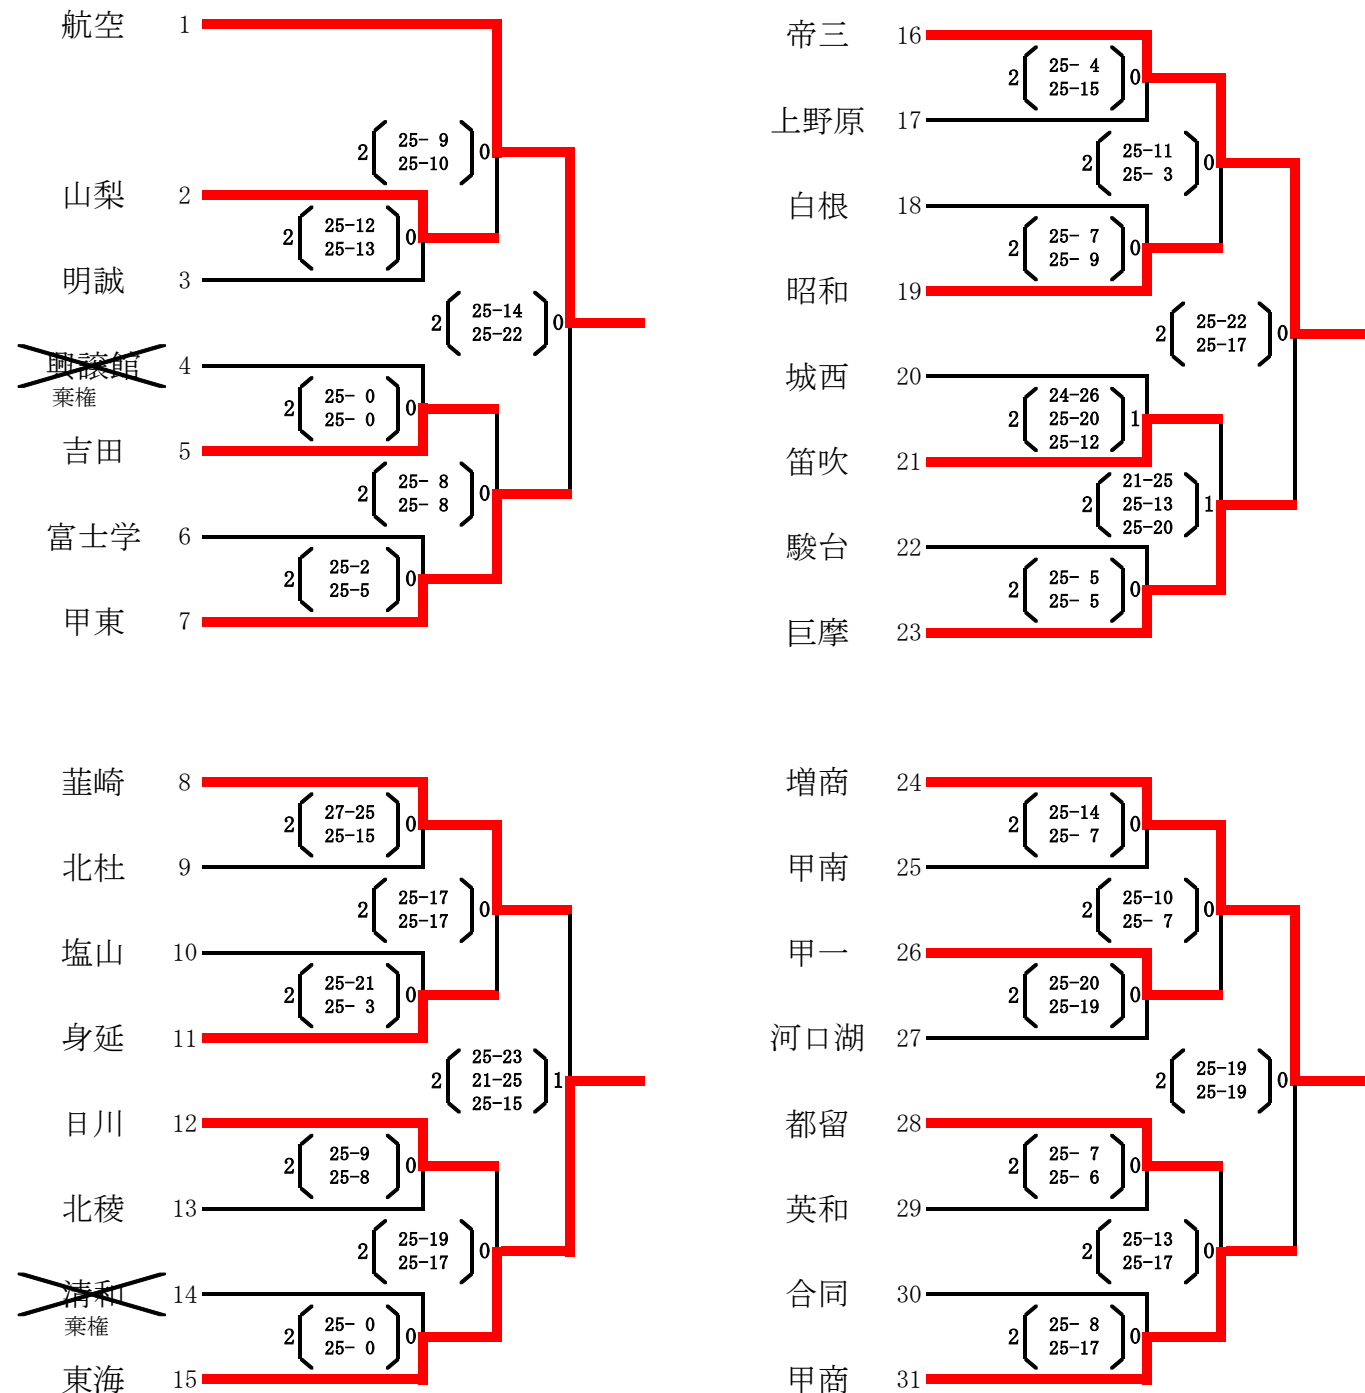 航空 1
2 25- 9 0
25-10
山梨 2
2 25-12 0
25-13
明誠 3
2 25-14 0
25-22
興譲館 4
棄権
2 25- 0 0
25- 0
吉田 5
2 25- 8 0
25- 8
富士学 6
2 25-2 0
25-5
甲東 7
韮崎 8
2 27-25 0
25-15
北杜 9
2 25-17 0
25-17
塩山 10
2 25-21 0
25- 3
身延 11
25-23
2 21-25 1
25-15
日川 12
2 25-9 0
25-8
北稜 13
2 25-19 0
25-17
清和 14
棄権
2 25- 0 0
25- 0
東海 15
帝三 16
2 25- 4 0
25-15
上野原 17
2 25-11 0
25- 3
白根 18
2 25- 7 0
25- 9
昭和 19
2 25-22 0
25-17
城西 20
24-26
2 25-20 1
25-12
笛吹 21
21-25
2 25-13 1
25-20
駿台 22
2 25- 5 0
25- 5
巨摩 23
増商 24
2 25-14 0
25- 7
甲南 25
2 25-10 0
25- 7
甲一 26
2 25-20 0
25-19
河口湖 27
2 25-19 0
25-19
都留 28
2 25- 7 0
25- 6
英和 29
2 25-13 0
25-17
合同 30
2 25- 8 0
25-17
甲商 31